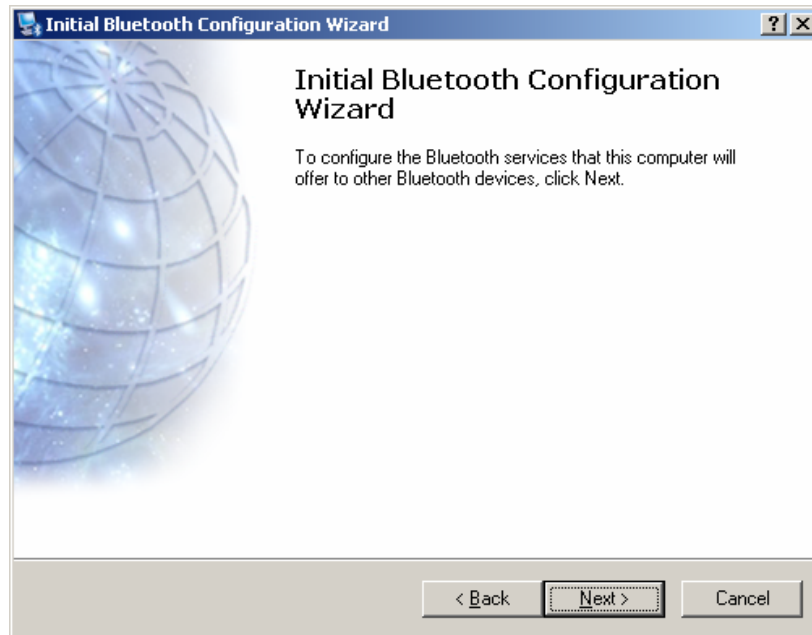 Initial Bluetooth Configuration Wizard
Initial Bluetooth Configuration
Wizard
To configure the Bluetooth services that this computer will
offer to other Bluetooth devices, click Next.
< Back
Next >
Cancel